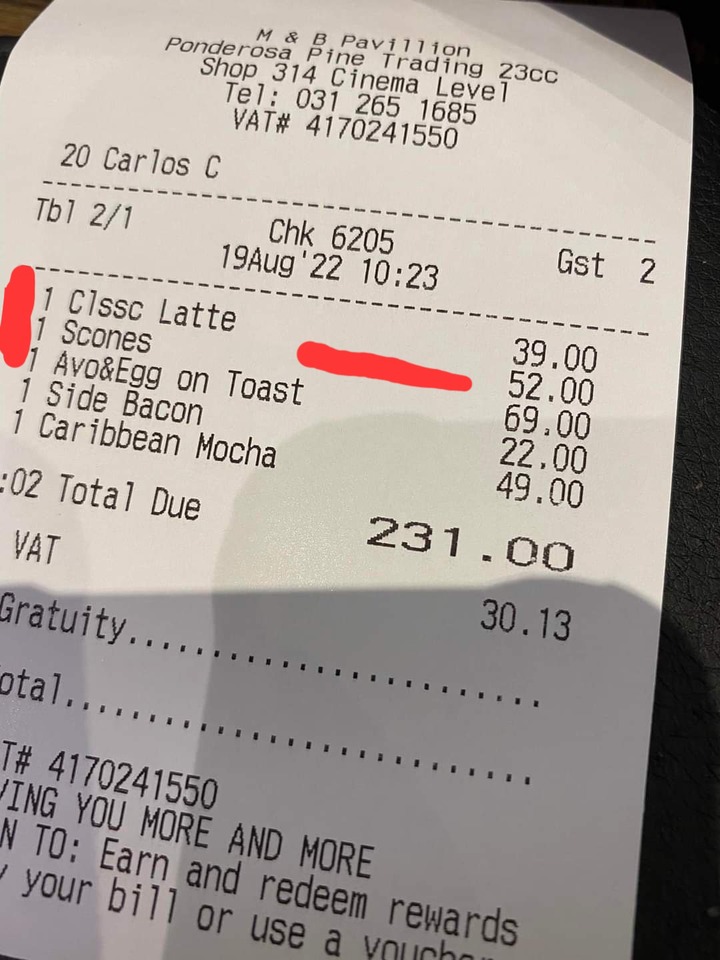 M & B Pavillion
Ponderosa Pine Trading 23cc
Shop 314 Cinema Level
Tel: 031 265 1685
VAT# 4170241550
20 Carlos C
Tbl 2/1 Chk 6205 Gst 2
19Aug'22 10:23
1 Clssc Latte 39.00
1 Scones 52.00
1 Avo&Egg on Toast 69.00
1 Side Bacon 22.00
1 Caribbean Mocha 49.00
:02 Total Due 231.00
VAT 30.13
Gratuity.........................
otal.............................
T# 4170241550
VING YOU MORE AND MORE
N TO: Earn and redeem rewards
your bill or use a